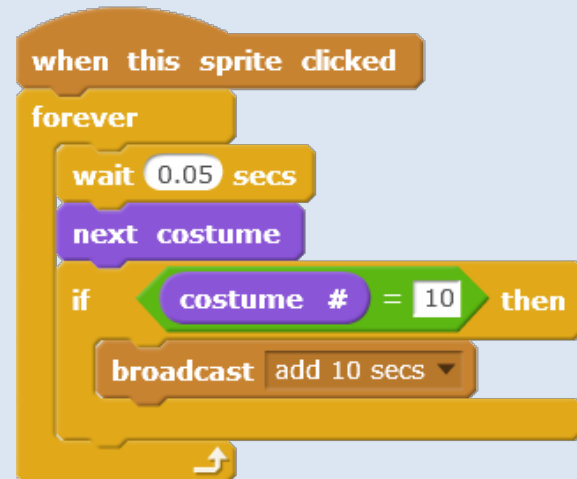 when this sprite clicked
forever
wait 0.05 secs
next costume
if costume # = 10 then
broadcast add 10 secs